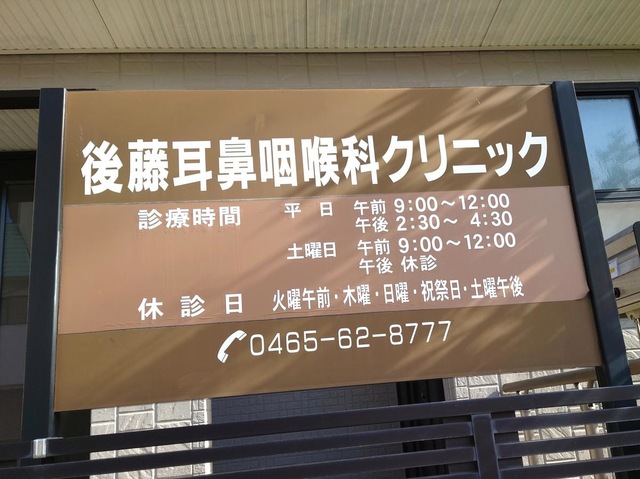 後藤耳鼻咽喉科クリニック
診療時間 平日 午前 9:00～12:00
午後 2:30～ 4:30
土曜日 午前 9:00～12:00
午後 休診
休診日 火曜午前・木曜・日曜・祝祭日・土曜午後
0465-62-8777